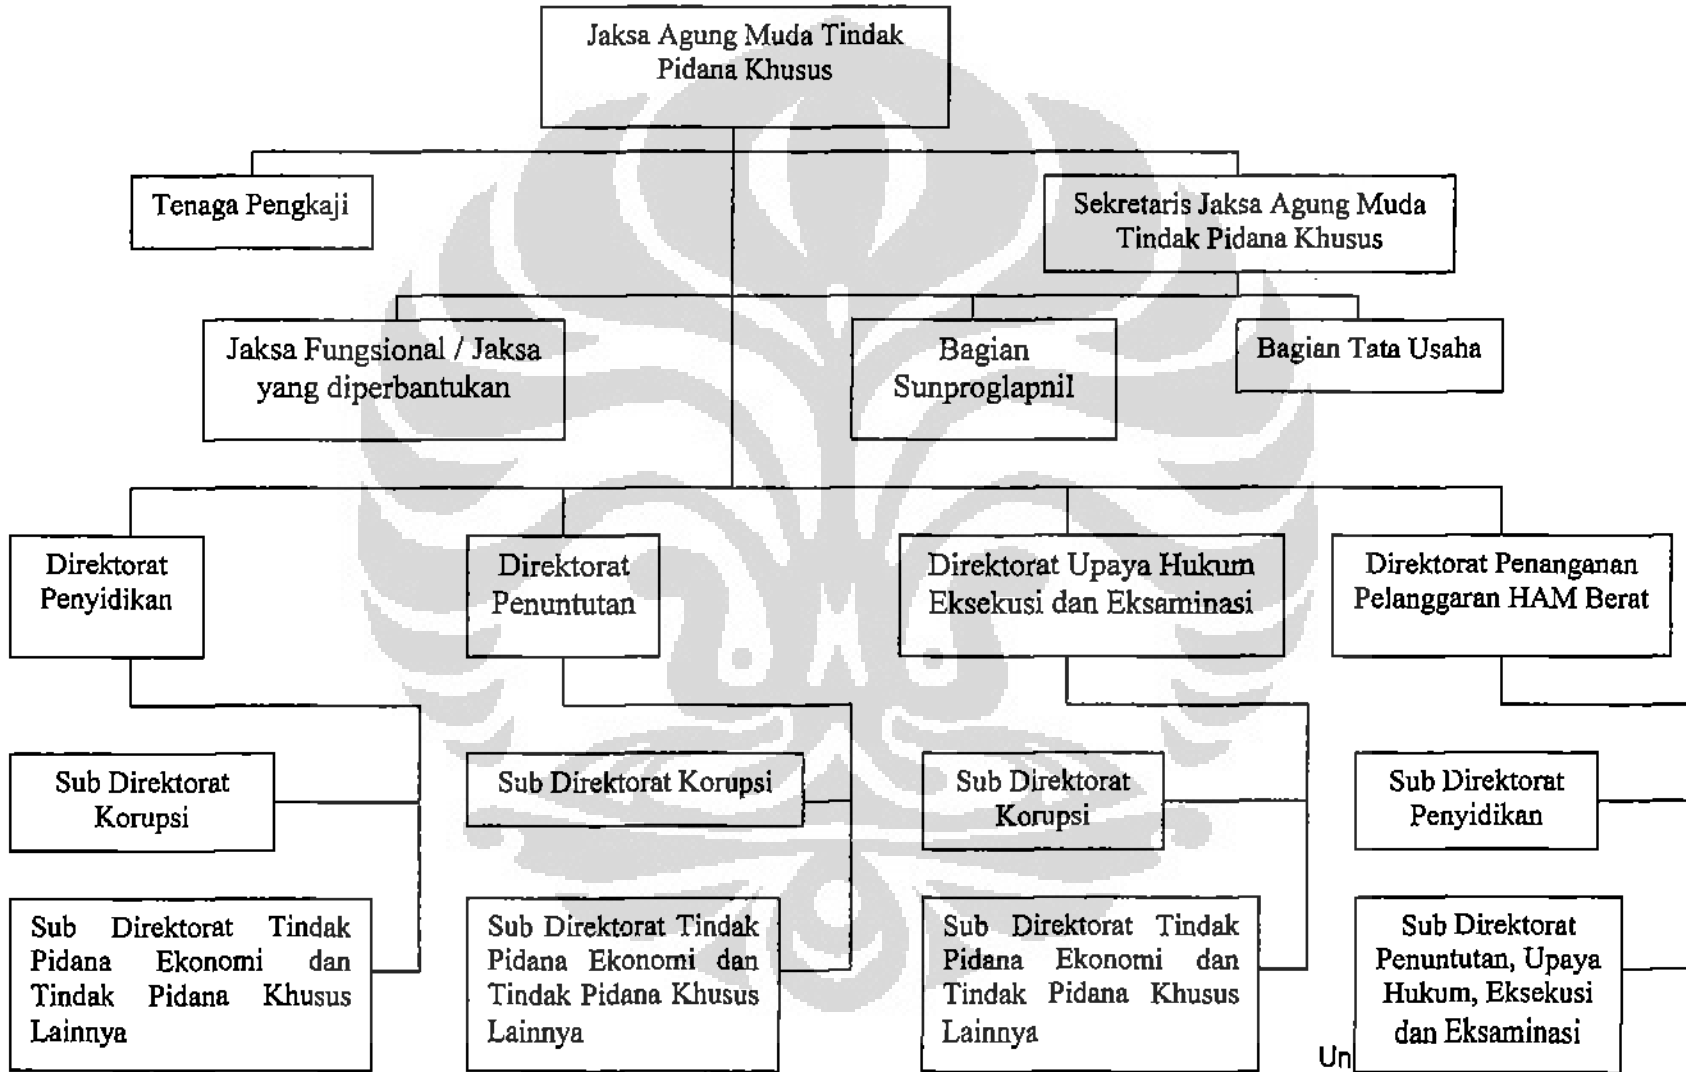 Jaksa Agung Muda Tindak
Pidana Khusus
Tenaga Pengkaji
Sekretaris Jaksa Agung Muda
Tindak Pidana Khusus
Jaksa Fungsional / Jaksa
yang diperbantukan
Bagian
Sunproglapnil
Bagian Tata Usaha
Direktorat
Penyidikan
Direktorat
Penuntutan
Direktorat Upaya Hukum
Eksekusi dan Eksaminasi
Direktorat Penanganan
Pelanggaran HAM Berat
Sub Direktorat
Korupsi
Sub Direktorat Korupsi
Sub Direktorat
Korupsi
Sub Direktorat
Penyidikan
Sub Direktorat Tindak
Pidana Ekonomi dan
Tindak Pidana Khusus
Lainnya
Sub Direktorat Tindak
Pidana Ekonomi dan
Tindak Pidana Khusus
Lainnya
Sub Direktorat Tindak
Pidana Ekonomi dan
Tindak Pidana Khusus
Lainnya
Sub Direktorat
Penuntutan, Upaya
Hukum, Eksekusi
dan Eksaminasi
Un